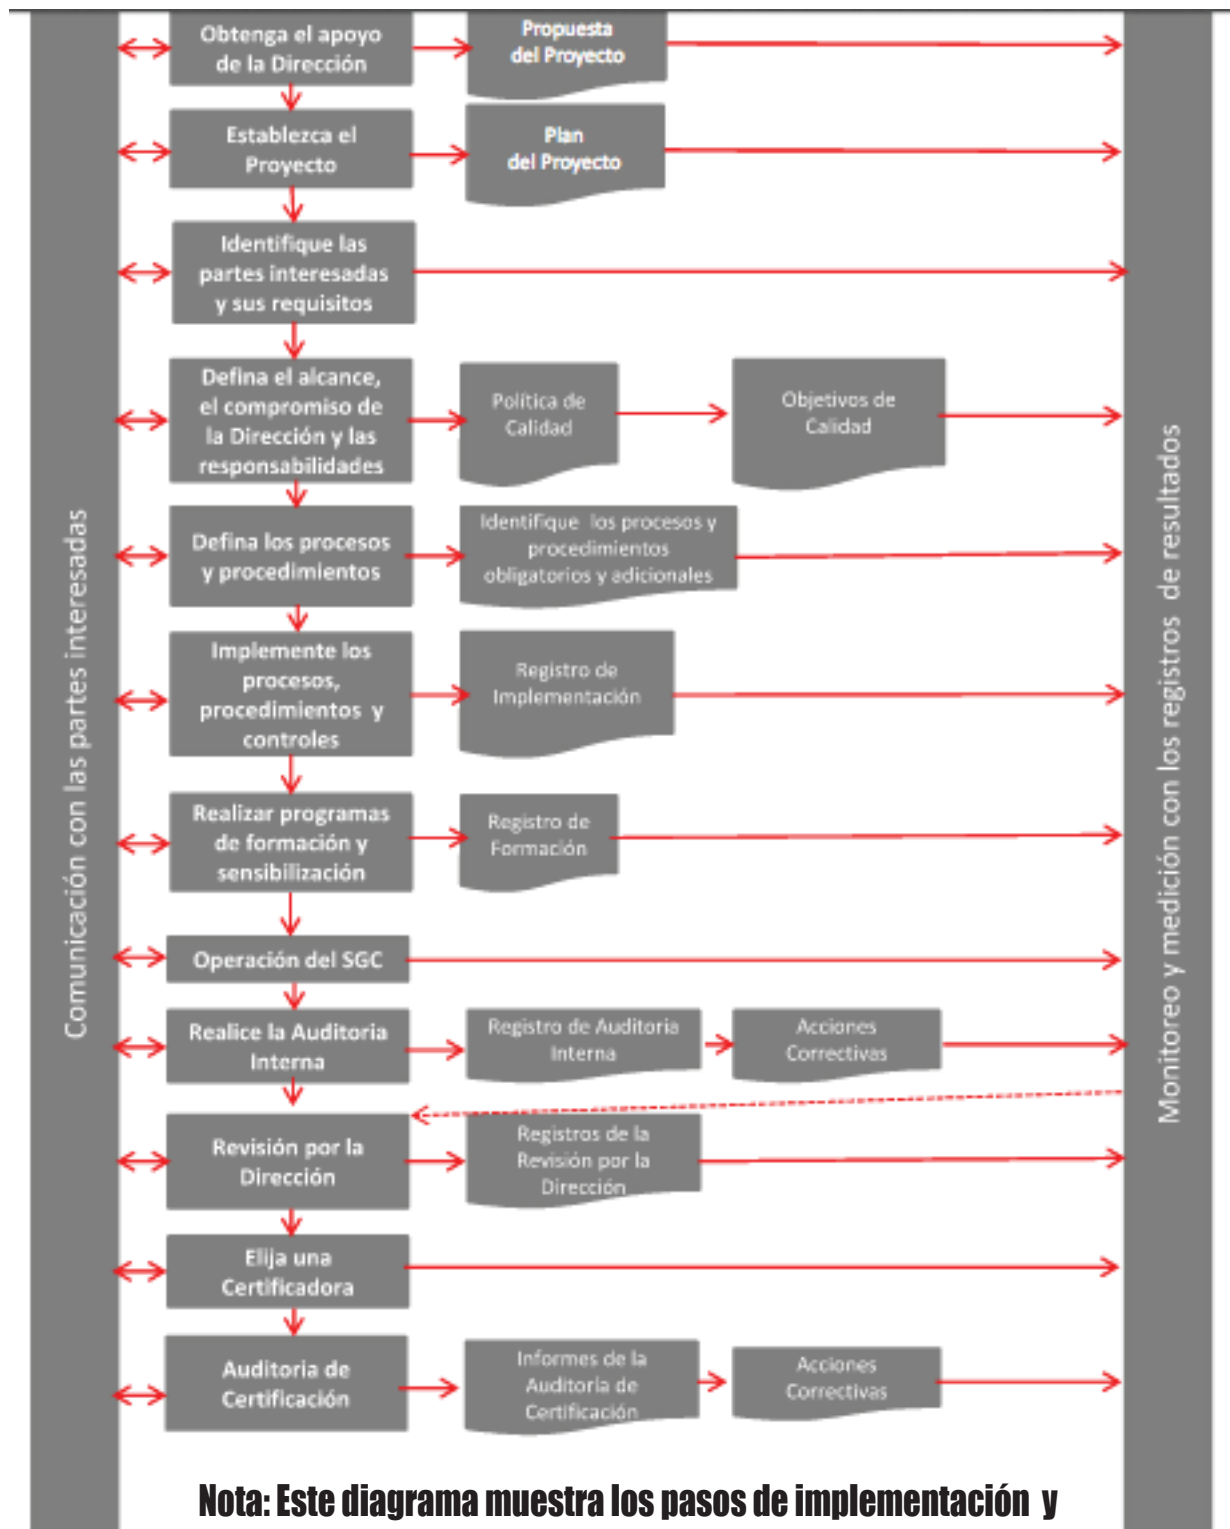 Obtenga el apoyo
de la Dirección
Propuesta
del Proyecto
Establezca el
Proyecto
Plan
del Proyecto
Identifique las
partes interesadas
y sus requisitos
Defina el alcance,
el compromiso de
la Dirección y las
responsabilidades
Política de
Calidad
Objetivos de
Calidad
Defina los procesos
y procedimientos
Identifique los procesos y
procedimientos
obligatorios y adicionales
Implemente los
procesos,
procedimientos y
controles
Registro de
Implementación
Realizar programas
de formación y
sensibilización
Registro de
Formación
Operación del SGC
Realice la Auditoria
Interna
Registro de Auditoria
Interna
Acciones
Correctivas
Revisión por la
Dirección
Registros de la
Revisión por la
Dirección
Elija una
Certificadora
Auditoria de
Certificación
Informes de la
Auditoría de
Certificación
Acciones
Correctivas
Comunicación con las partes interesadas
Monitoreo y medición con los registros de resultados
Nota: Este diagrama muestra los pasos de implementación y